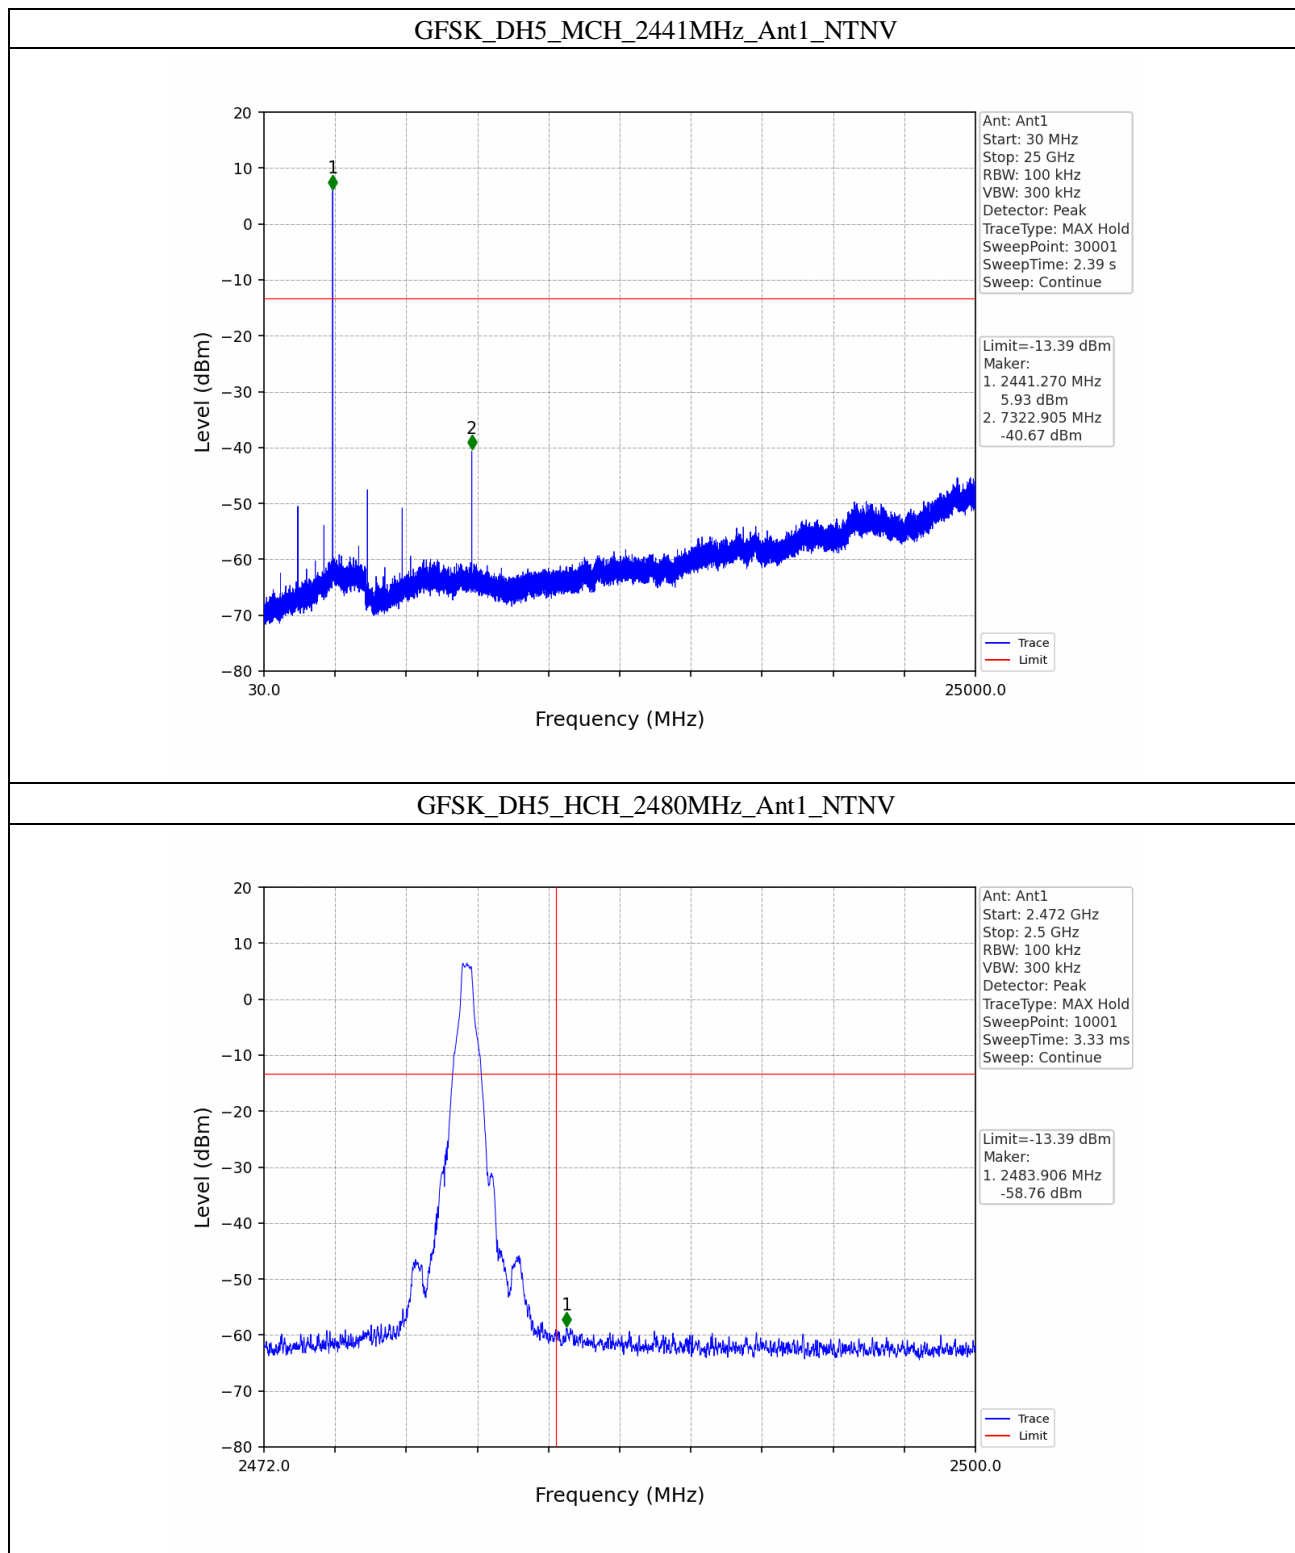 GFSK_DH5_MCH_2441MHz_Ant1_NTNV
20
10
0
−10
−20
−30
−40
−50
−60
−70
−80
Level (dBm)
1
2
30.0
25000.0
Frequency (MHz)
Ant: Ant1
Start: 30 MHz
Stop: 25 GHz
RBW: 100 kHz
VBW: 300 kHz
Detector: Peak
TraceType: MAX Hold
SweepPoint: 30001
SweepTime: 2.39 s
Sweep: Continue
Limit=-13.39 dBm
Maker:
1. 2441.270 MHz
5.93 dBm
2. 7322.905 MHz
-40.67 dBm
Trace
Limit
GFSK_DH5_HCH_2480MHz_Ant1_NTNV
20
10
0
−10
−20
−30
−40
−50
−60
−70
−80
Level (dBm)
1
2472.0
2500.0
Frequency (MHz)
Ant: Ant1
Start: 2.472 GHz
Stop: 2.5 GHz
RBW: 100 kHz
VBW: 300 kHz
Detector: Peak
TraceType: MAX Hold
SweepPoint: 10001
SweepTime: 3.33 ms
Sweep: Continue
Limit=-13.39 dBm
Maker:
1. 2483.906 MHz
-58.76 dBm
Trace
Limit